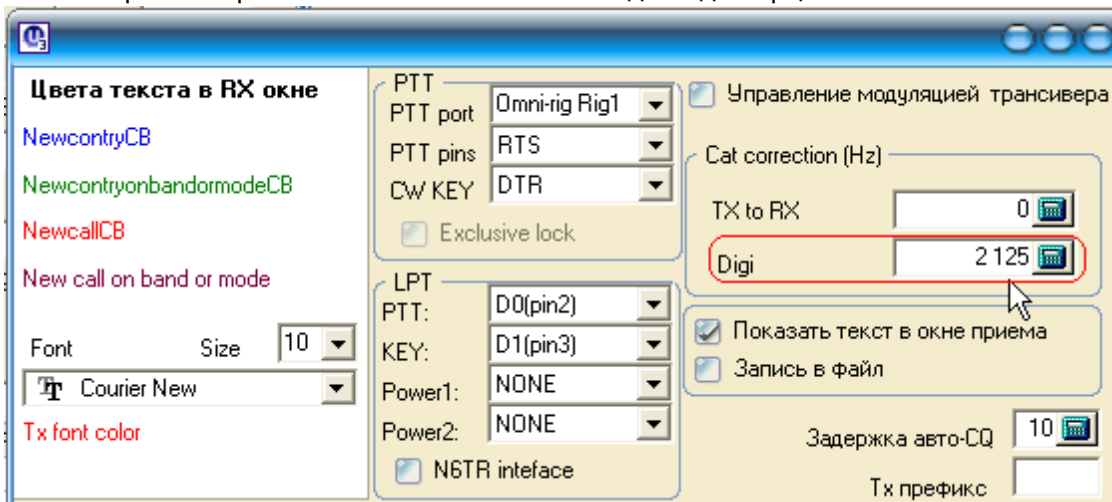 Цвета текста в RX окне
NewcontryCB
NewcontryonbandormodeCB
NewcallCB
New call on band or mode
Font Size 10
Courier New
Tx font color
PTT
PTT port Omni-rig Rig1
PTT pins RTS
CW KEY DTR
Exclusive lock
LPT
PTT: D0(pin2)
KEY: D1(pin3)
Power1: NONE
Power2: NONE
N6TR inteface
Управление модуляцией трансивера
Cat correction (Hz)
TX to RX 0
Digi 2 125
Показать текст в окне приема
Запись в файл
Задержка авто-CQ 10
Tx префикс